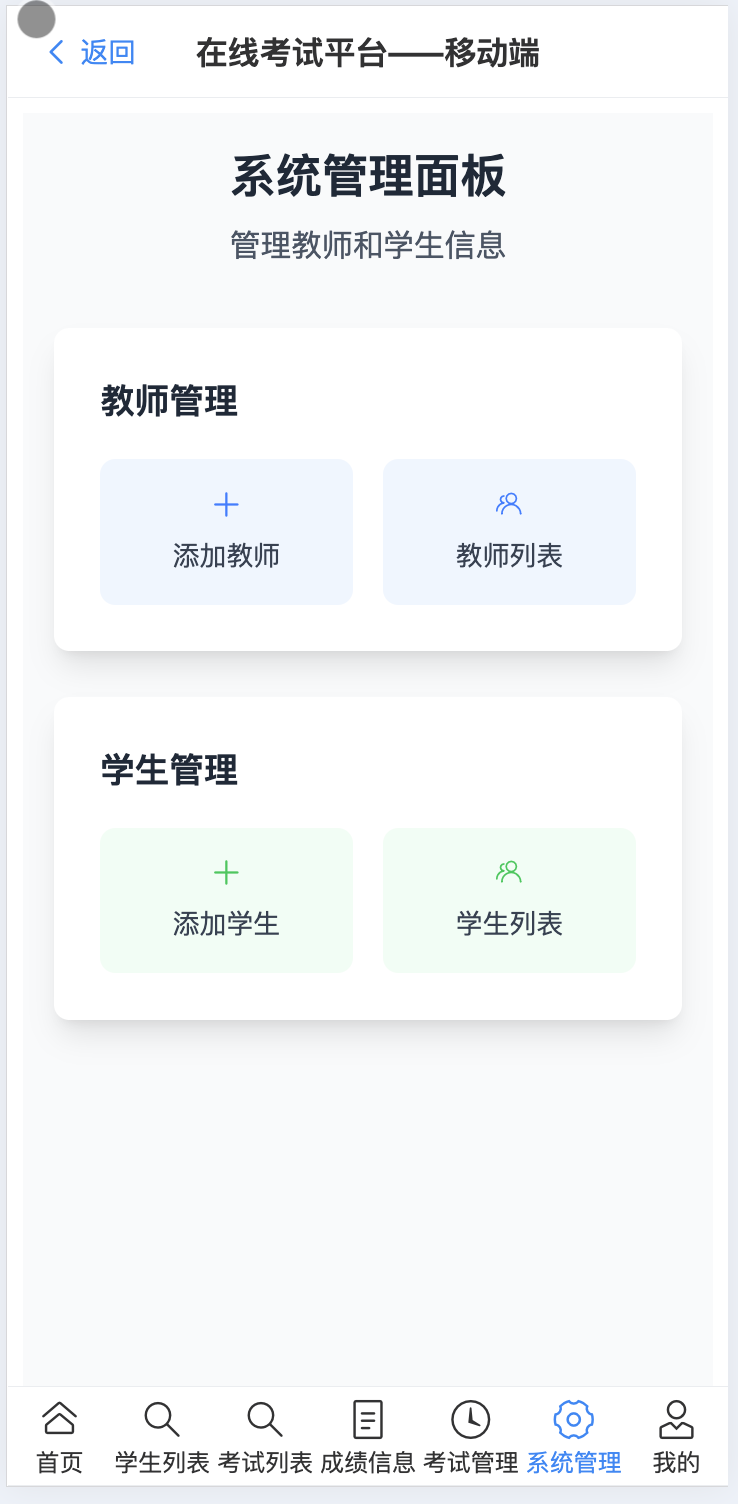 返回 在线考试平台——移动端
系统管理面板
管理教师和学生信息
教师管理
添加教师 教师列表
学生管理
添加学生 学生列表
首页 学生列表 考试列表 成绩信息 考试管理 系统管理 我的